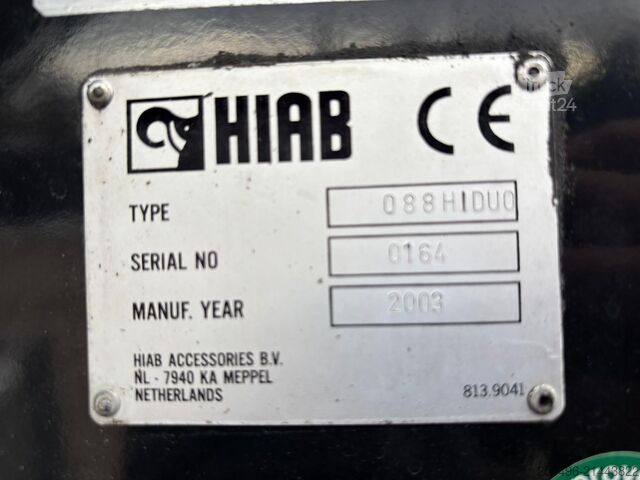 HIAB CE
TYPE 088HIDUO
SERIAL NO 0164
MANUF. YEAR 2003
HIAB ACCESSORIES B.V.
NL - 7940 KA MEPPEL
NETHERLANDS
813.9041